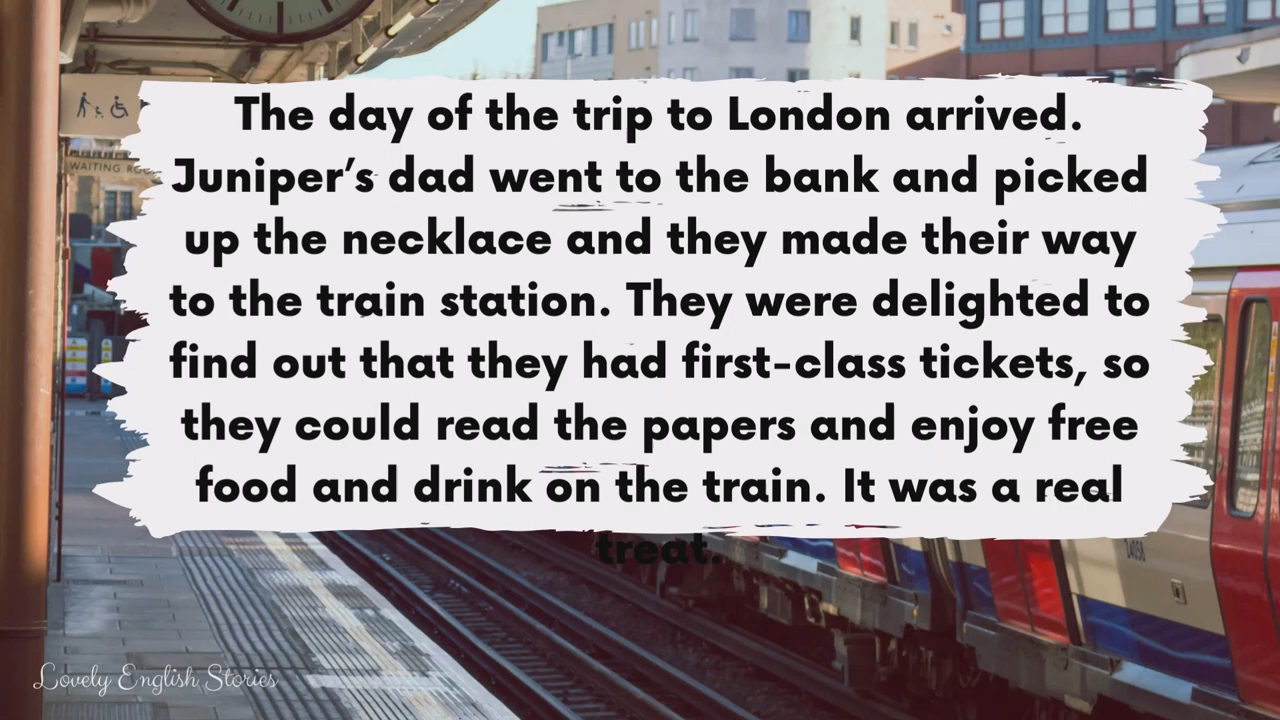 WAITING ROO
The day of the trip to London arrived.
Juniper’s dad went to the bank and picked
up the necklace and they made their way
to the train station. They were delighted to
find out that they had first-class tickets, so
they could read the papers and enjoy free
food and drink on the train. It was a real
treat.
Lovely English Stories